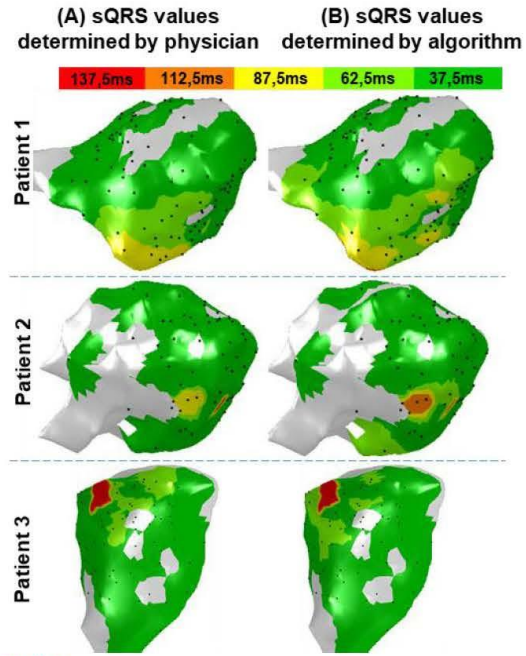 (A) sQRS values
determined by physician
(B) sQRS values
determined by algorithm
137,5ms 112,5ms 87,5ms 62,5ms 37,5ms
Patient 1
Patient 2
Patient 3